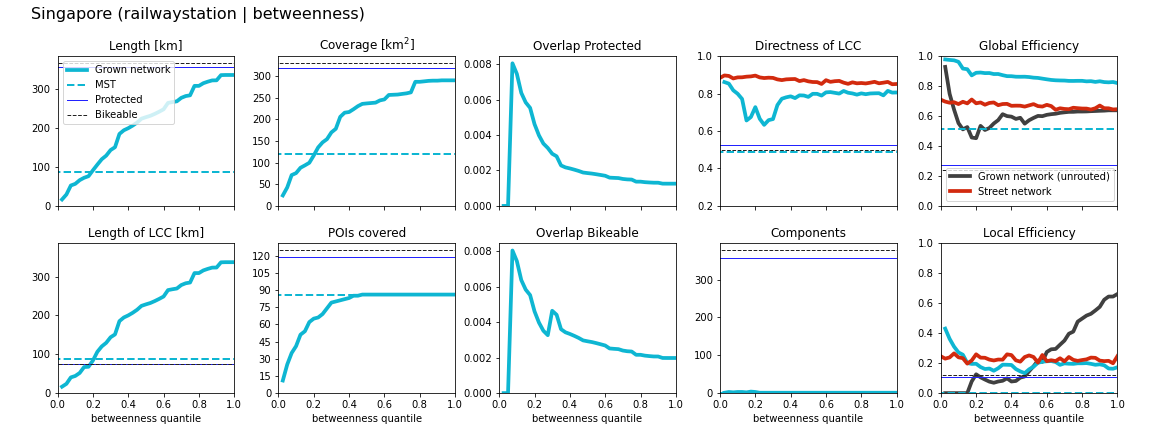 Singapore (railwaystation | betweenness)
Length [km]
300
200
100
0
Grown network
MST
Protected
Bikeable
Coverage [km²]
300
250
200
150
100
50
0
Overlap Protected
0.008
0.006
0.004
0.002
0.000
Directness of LCC
1.0
0.8
0.6
0.4
0.2
Global Efficiency
1.0
0.8
0.6
0.4
0.2
0.0
Grown network (unrouted)
Street network
Length of LCC [km]
300
200
100
0
0.0 0.2 0.4 0.6 0.8 1.0
betweenness quantile
POIs covered
120
105
90
75
60
45
30
15
0
0.0 0.2 0.4 0.6 0.8 1.0
betweenness quantile
Overlap Bikeable
0.008
0.006
0.004
0.002
0.000
0.0 0.2 0.4 0.6 0.8 1.0
betweenness quantile
Components
300
200
100
0
0.0 0.2 0.4 0.6 0.8 1.0
betweenness quantile
Local Efficiency
1.0
0.8
0.6
0.4
0.2
0.0
0.0 0.2 0.4 0.6 0.8 1.0
betweenness quantile